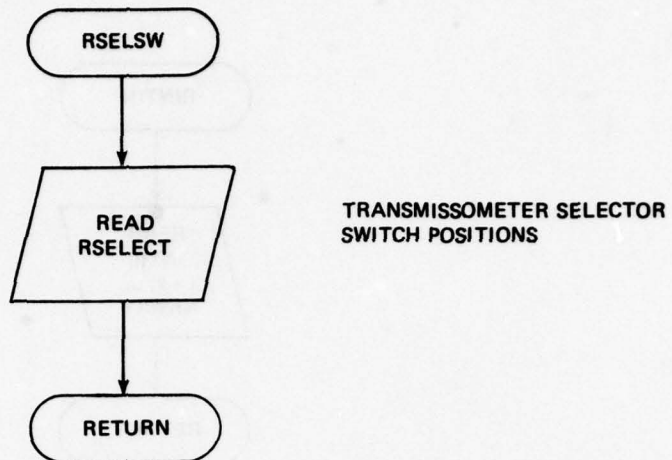 RSELSW
READ
RSELECT
TRANSMISSOMETER SELECTOR
SWITCH POSITIONS
RETURN